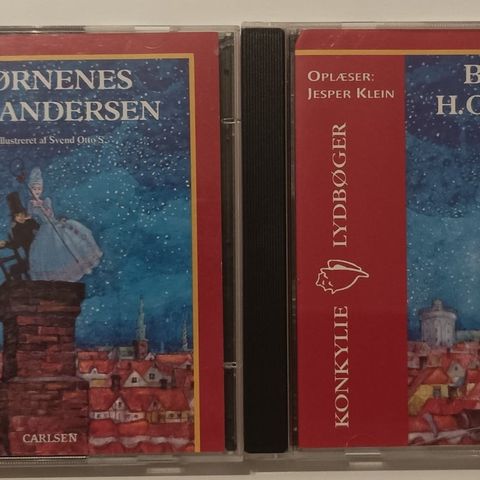 ØRNENES
ANDERSEN
llustreret af Svend Otto S.
CARLSEN
OPLÆSER:
JESPER KLEIN
KONKYLIE LYDBØGER
B
H.C